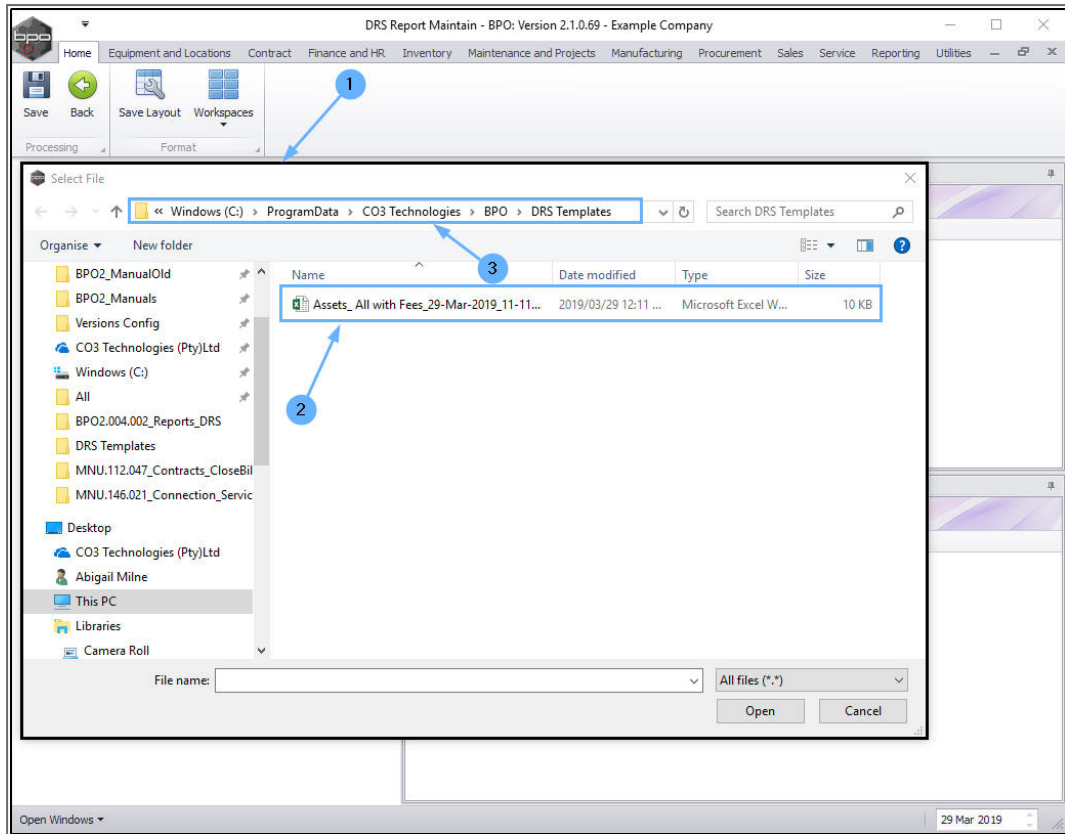 bpo
DRS Report Maintain - BPO: Version 2.1.0.69 - Example Company
Home Equipment and Locations Contract Finance and HR Inventory Maintenance and Projects Manufacturing Procurement Sales Service Reporting Utilities
Save Back Save Layout Workspaces
Processing Format
1
Select File
« Windows (C:) > ProgramData > CO3 Technologies > BPO > DRS Templates Search DRS Templates
Organise New folder
3
Name Date modified Type Size
Assets_ All with Fees_29-Mar-2019_11-11... 2019/03/29 12:11 ... Microsoft Excel W... 10 KB
2
BPO2_ManualOld
BPO2_Manuals
Versions Config
CO3 Technologies (Pty)Ltd
Windows (C:)
All
BPO2.004.002_Reports_DRS
DRS Templates
MNU.112.047_Contracts_CloseBil
MNU.146.021_Connection_Servic
Desktop
CO3 Technologies (Pty)Ltd
Abigail Milne
This PC
Libraries
Camera Roll
File name: All files (*.*)
Open Cancel
Open Windows 29 Mar 2019